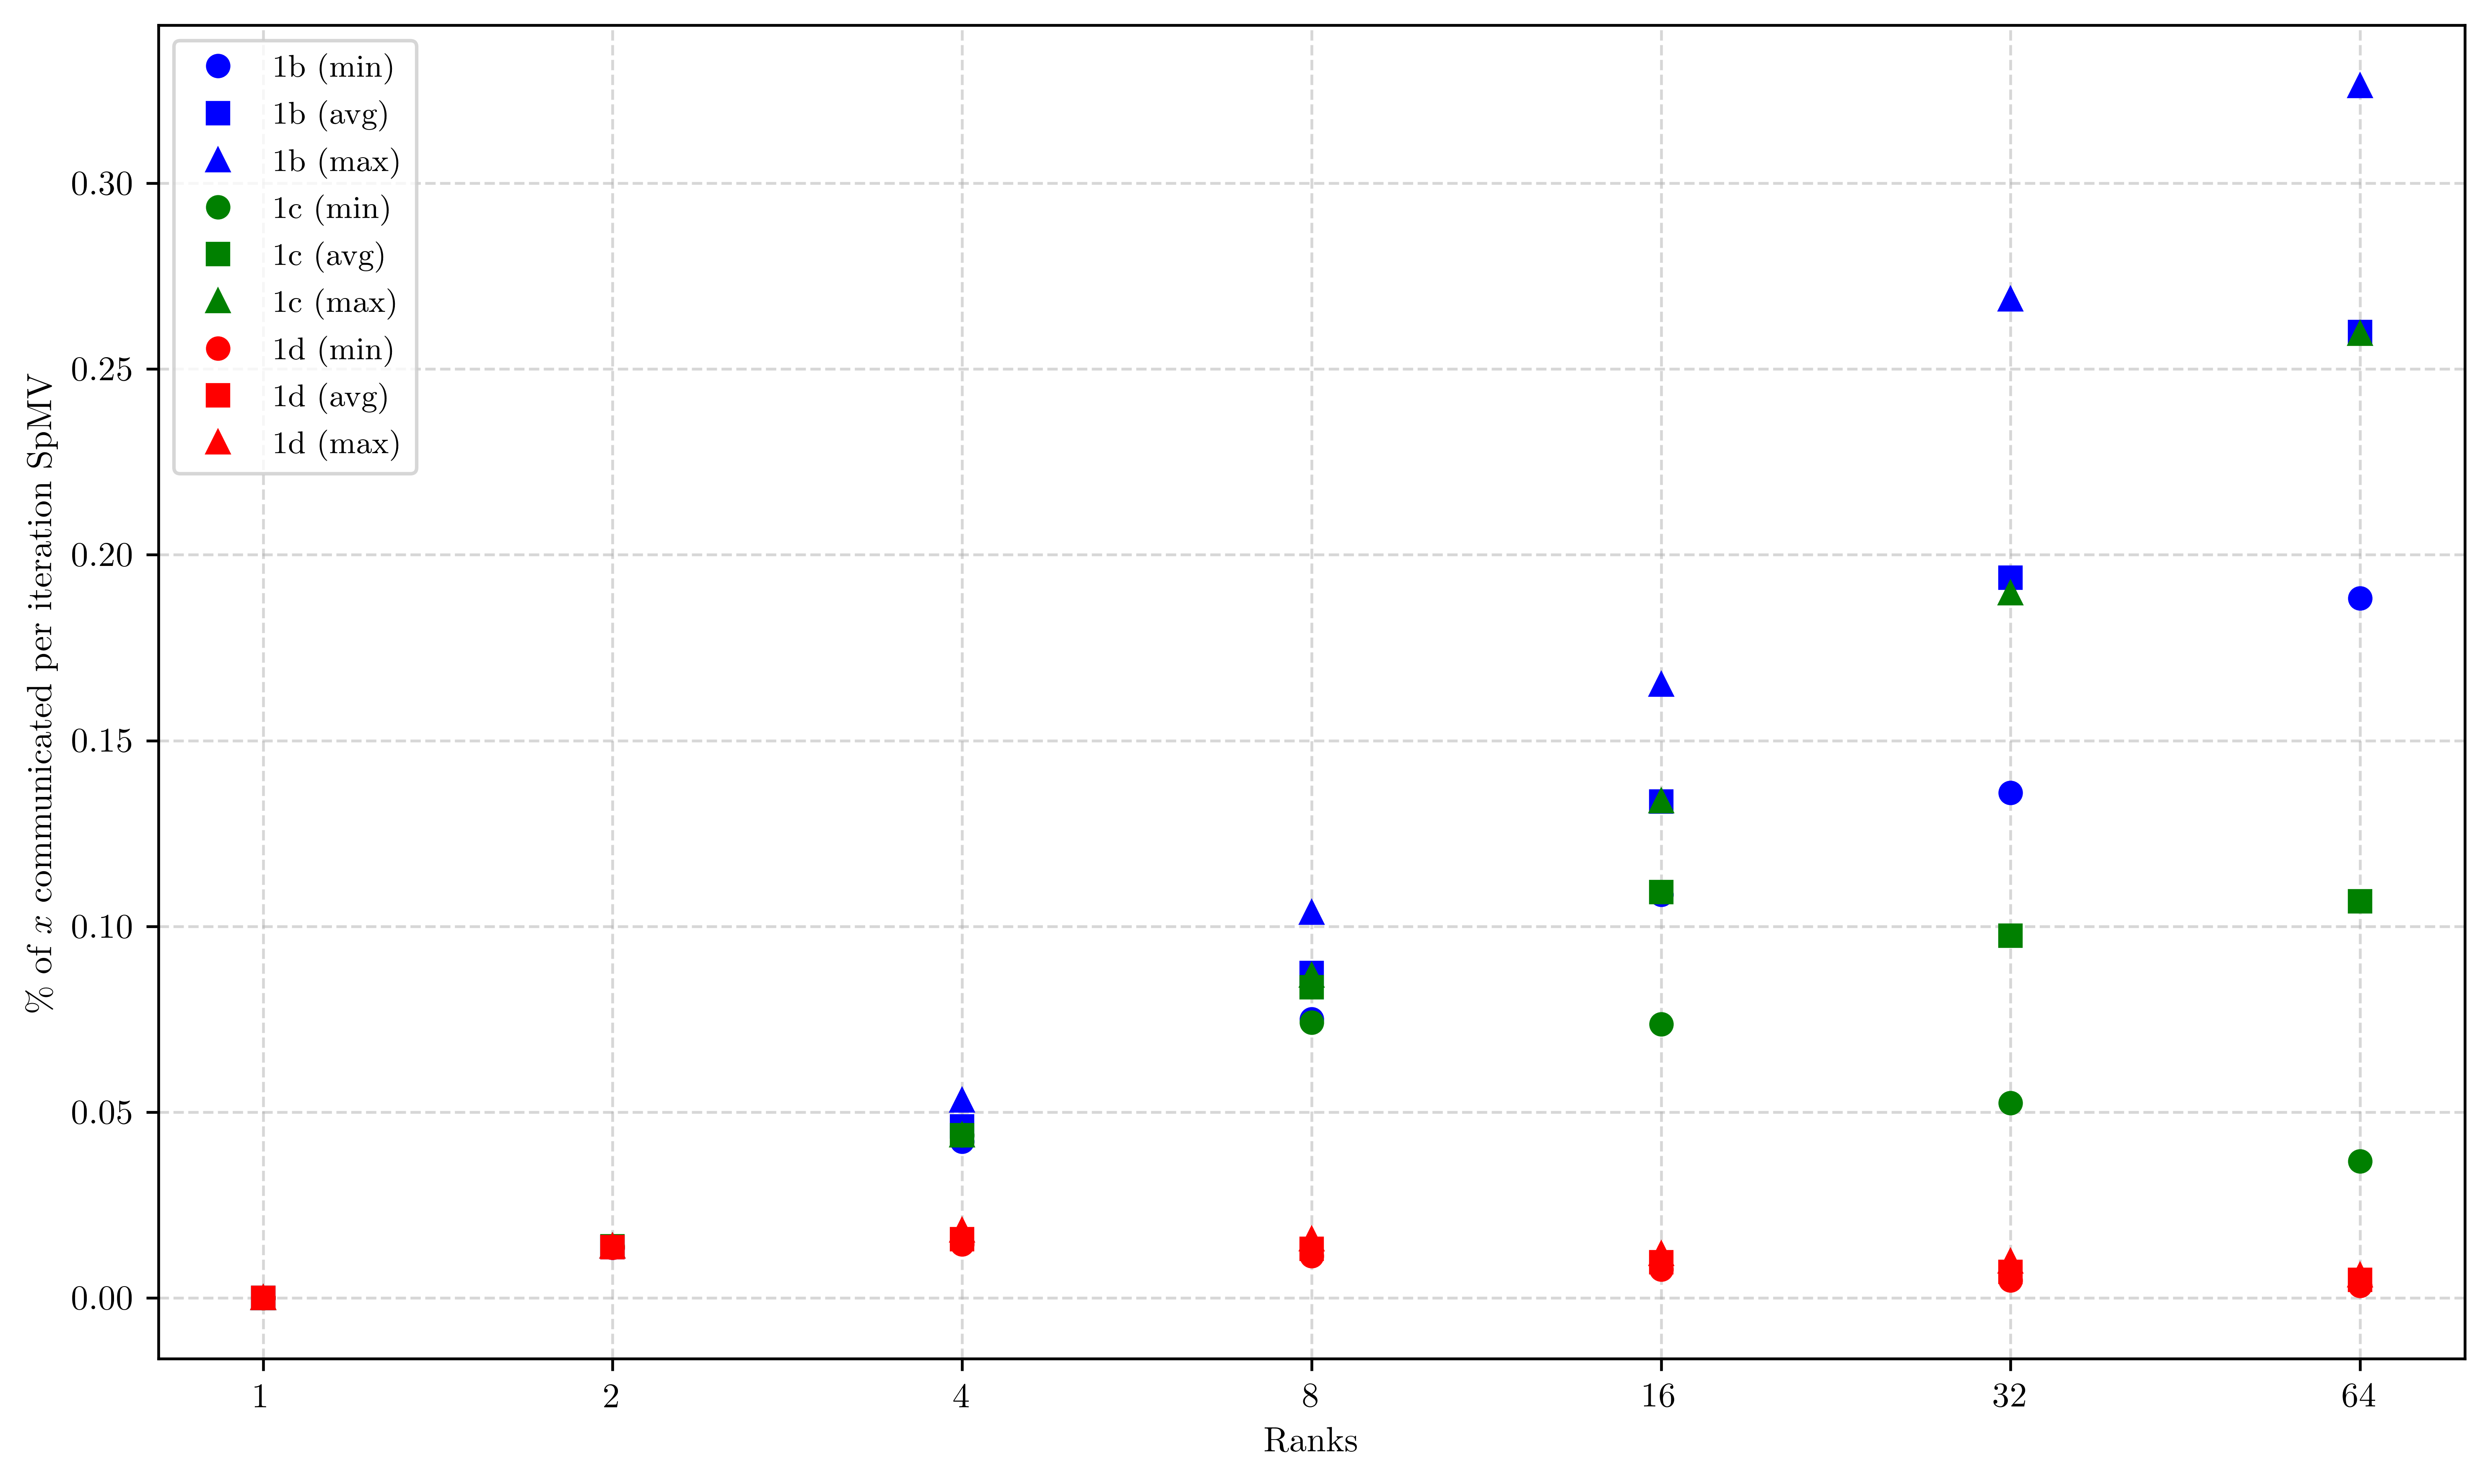 1b (min)
1b (avg)
1b (max)
1c (min)
1c (avg)
1c (max)
1d (min)
1d (avg)
1d (max)
% of x communicated per iteration SpMV
0.30
0.25
0.20
0.15
0.10
0.05
0.00
1 2 4 8 16 32 64
Ranks